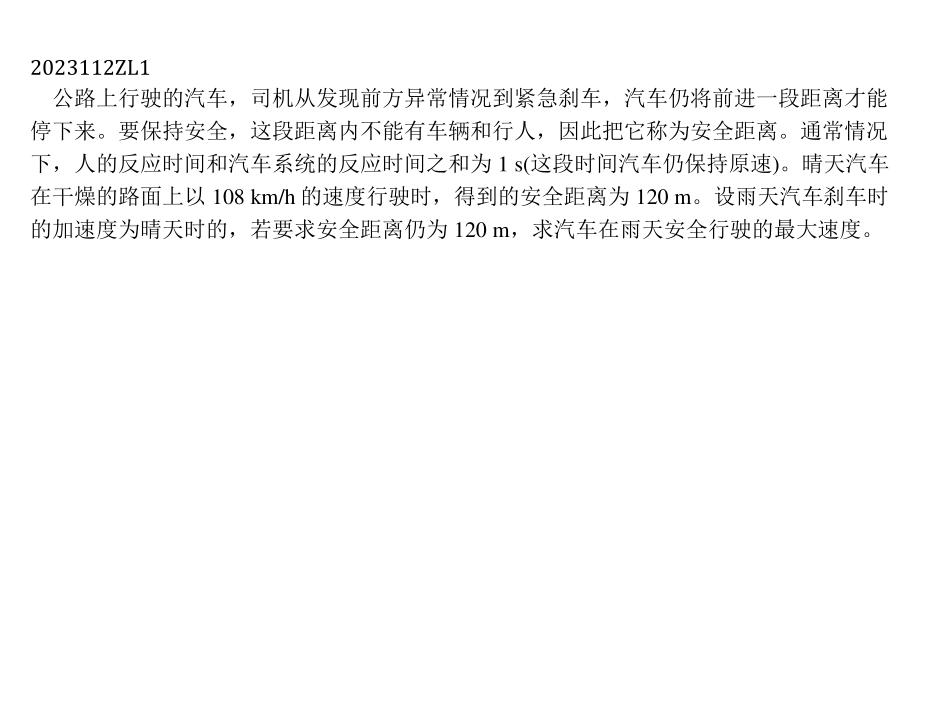 2023112ZL1
公路上行驶的汽车，司机从发现前方异常情况到紧急刹车，汽车仍将前进一段距离才能
停下来。要保持安全，这段距离内不能有车辆和行人，因此把它称为安全距离。通常情况
下，人的反应时间和汽车系统的反应时间之和为 1 s(这段时间汽车仍保持原速)。晴天汽车
在干燥的路面上以 108 km/h 的速度行驶时，得到的安全距离为 120 m。设雨天汽车刹车时
的加速度为晴天时的，若要求安全距离仍为 120 m，求汽车在雨天安全行驶的最大速度。